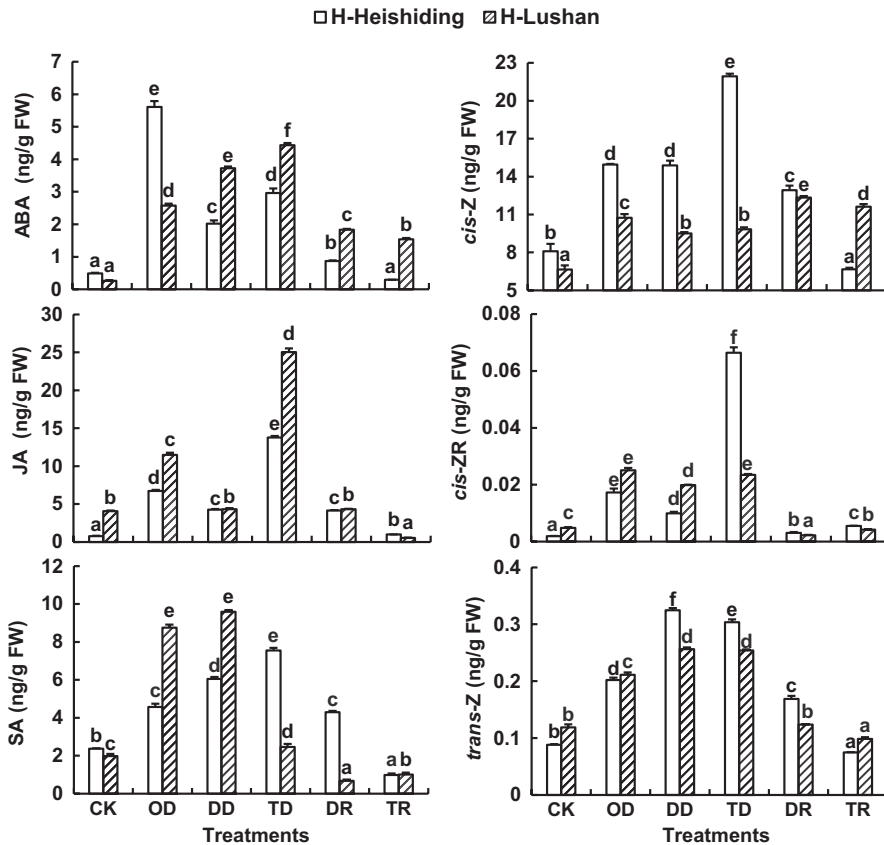 H-Heishiding H-Lushan
ABA (ng/g FW)
7
6
5
4
3
2
1
0
a a e d c e d f b c a b
cis-Z (ng/g FW)
23
20
17
14
11
8
5
b a d c d b e b c e a d
JA (ng/g FW)
30
25
20
15
10
5
0
a b d c c b e d c b b a
cis-ZR (ng/g FW)
0.08
0.06
0.04
0.02
0
a c e e d d f e b a c b
SA (ng/g FW)
12
10
8
6
4
2
0
b c c e d e e d c a a b
CK OD DD TD DR TR
Treatments
trans-Z (ng/g FW)
0.4
0.3
0.2
0.1
0
b b c c f d e d c b a a
CK OD DD TD DR TR
Treatments